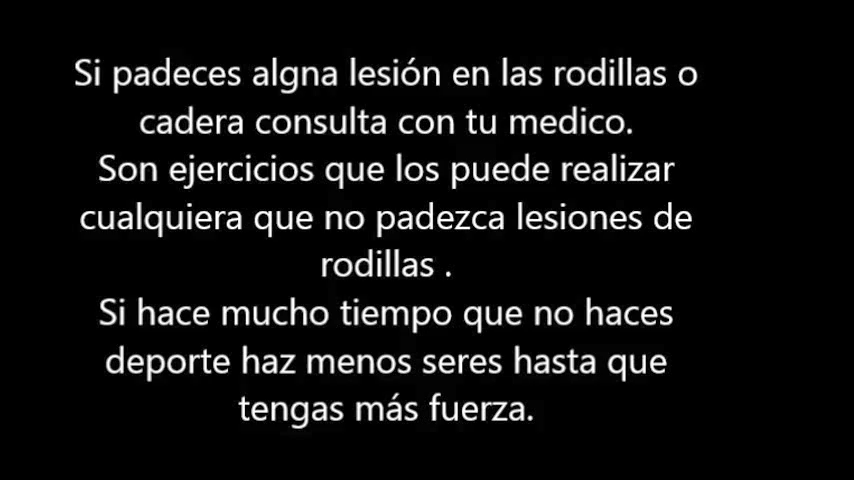 Si padeces algna lesión en las rodillas o
cadera consulta con tu medico.
Son ejercicios que los puede realizar
cualquiera que no padezca lesiones de
rodillas .
Si hace mucho tiempo que no haces
deporte haz menos seres hasta que
tengas más fuerza.